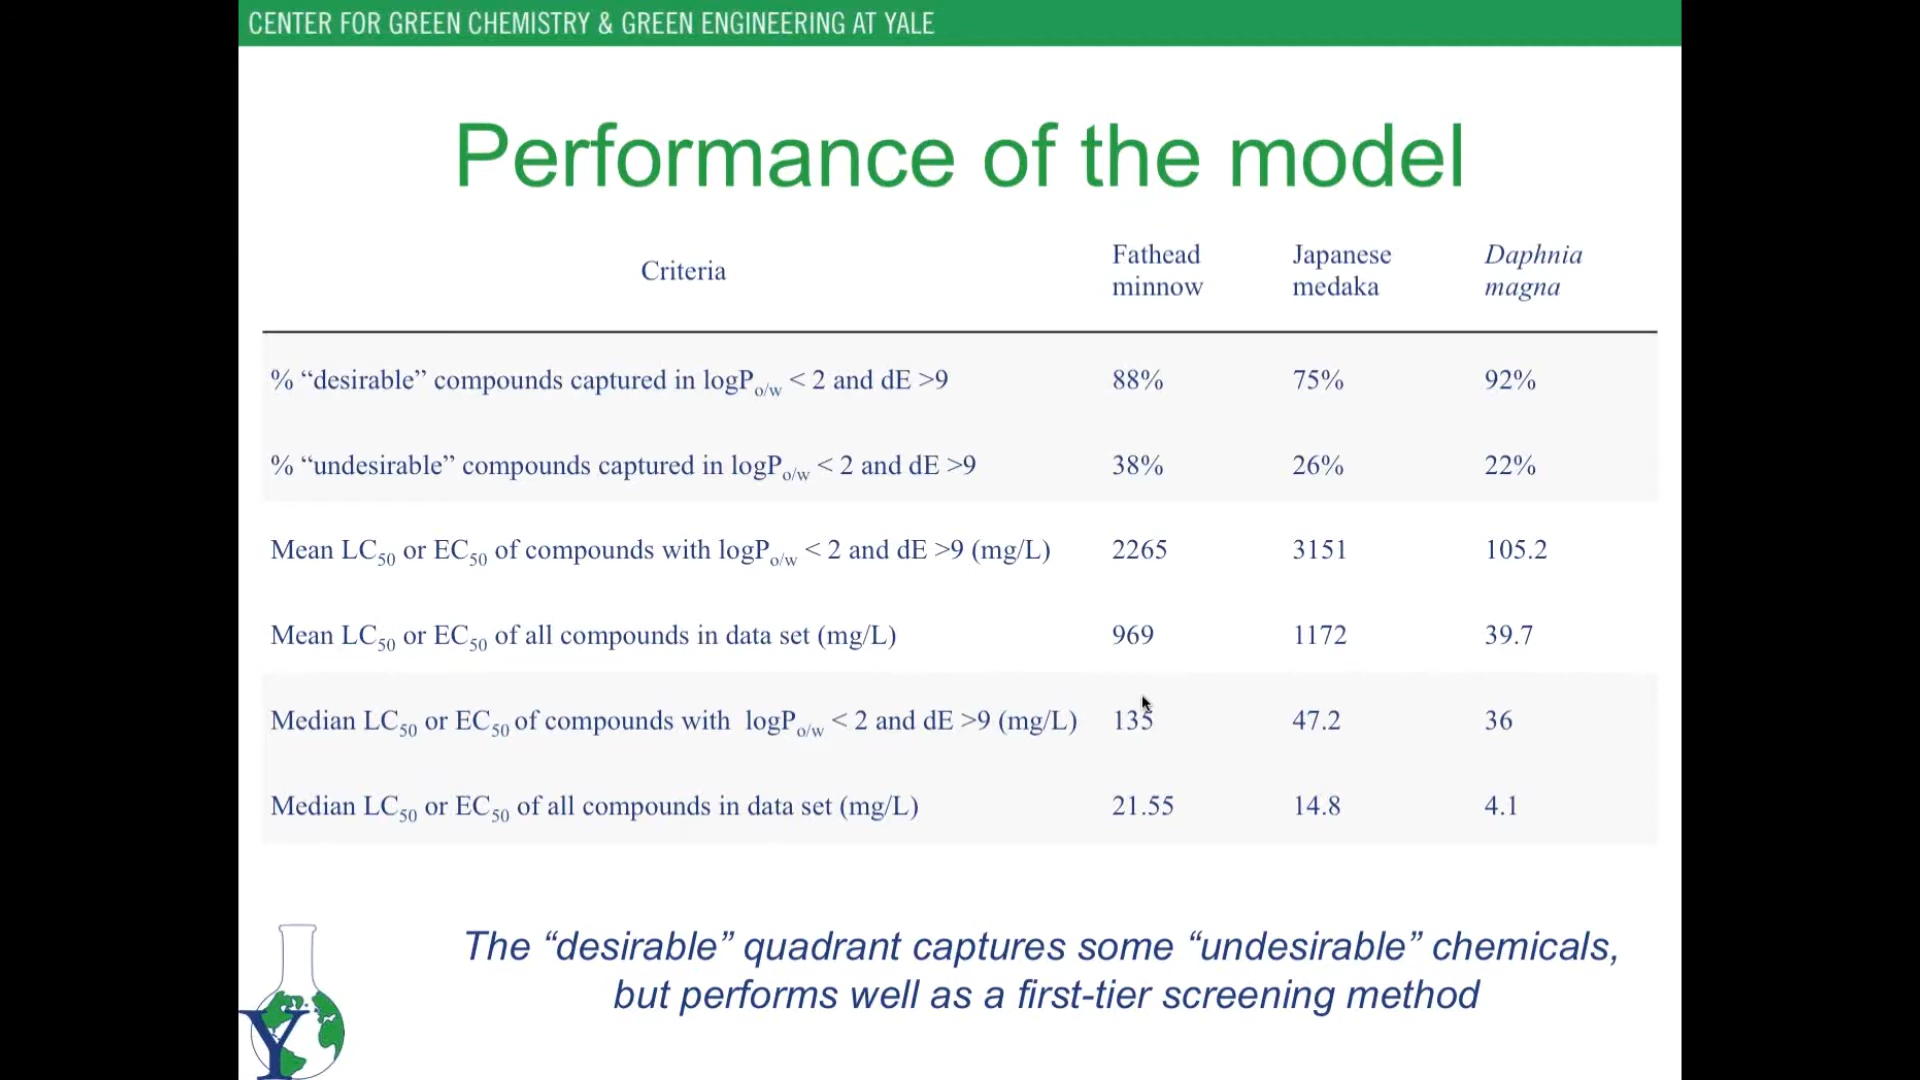 CENTER FOR GREEN CHEMISTRY & GREEN ENGINEERING AT YALE
Performance of the model
Criteria Fathead minnow Japanese medaka Daphnia magna
% “desirable” compounds captured in logPo/w < 2 and dE >9 88% 75% 92%
% “undesirable” compounds captured in logPo/w < 2 and dE >9 38% 26% 22%
Mean LC50 or EC50 of compounds with logPo/w < 2 and dE >9 (mg/L) 2265 3151 105.2
Mean LC50 or EC50 of all compounds in data set (mg/L) 969 1172 39.7
Median LC50 or EC50 of compounds with logPo/w < 2 and dE >9 (mg/L) 135 47.2 36
Median LC50 or EC50 of all compounds in data set (mg/L) 21.55 14.8 4.1
The “desirable” quadrant captures some “undesirable” chemicals,
but performs well as a first-tier screening method
Y